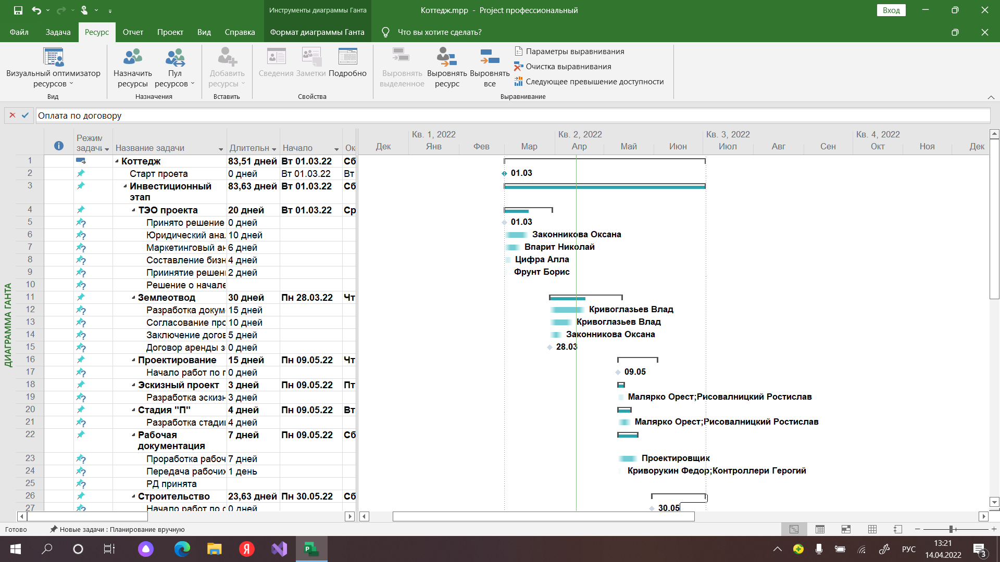 Инструменты диаграммы Ганта
Коттедж.mpp - Project профессиональный
Вход
Файл Задача Ресурс Отчет Проект Вид Справка Формат диаграммы Ганта Что вы хотите сделать?
Визуальный оптимизатор ресурсов
Вид
Назначить ресурсы
Пул ресурсов
Назначения
Добавить ресурсы
Вставить
Сведения Заметки Подробно
Свойства
Выровнять выделенное
Выровнять ресурс
Выровнять все
Параметры выравнивания
Очистка выравнивания
Следующее превышение доступности
Выравнивание
Оплата по договору
Режим задачи Название задачи Длительн Начало Ок
Кв. 1, 2022 Кв. 2, 2022 Кв. 3, 2022 Кв. 4, 2022
Дек Янв Фев Мар Апр Май Июн Июл Авг Сен Окт Ноя Дек
1 Коттедж 83,51 дней Вт 01.03.22 Сб
2 Старт проета 0 дней Вт 01.03.22 Вт 01.03
3 Инвестиционный этап 83,63 дней Вт 01.03.22 Сб
4 ТЭО проекта 20 дней Вт 01.03.22 Ср
5 Принято решение 0 дней 01.03
6 Юридический ана 10 дней Законникова Оксана
7 Маркетинговый ан 6 дней Впарит Николай
8 Составление бизн 4 дней Цифра Алла
9 Приинятие решен 2 дней Фрунт Борис
10 Решение о начале
11 Землеотвод 30 дней Пн 28.03.22 Чт
12 Разработка докум 15 дней Кривоглазьев Влад
13 Согласование про 10 дней Кривоглазьев Влад
14 Заключение догов 5 дней Законникова Оксана
15 Договор аренды з 0 дней 28.03
16 Проектирование 15 дней Пн 09.05.22 Чт
17 Начало работ по п 0 дней 09.05
18 Эскизный проект 3 дней Пн 09.05.22 Пт
19 Разработка эскизн 3 дней Малярко Орест;Рисовалницкий Ростислав
20 Стадия "П" 4 дней Пн 09.05.22 Вт
21 Разработка стади 4 дней Малярко Орест;Рисовалницкий Ростислав
22 Рабочая документация 7 дней Пн 09.05.22 Сб
23 Проработка рабоч 7 дней Проектировщик
24 Передача рабочих 1 день Криворукин Федор;Контроллери Герогий
25 РД принята
26 Строительство 23,63 дней Пн 30.05.22 Сб
27 Начало работ по с 0 дней 30.05
ДИАГРАММА ГАНТА
Готово Новые задачи : Планирование вручную
РУС
13:21
14.04.2022
3